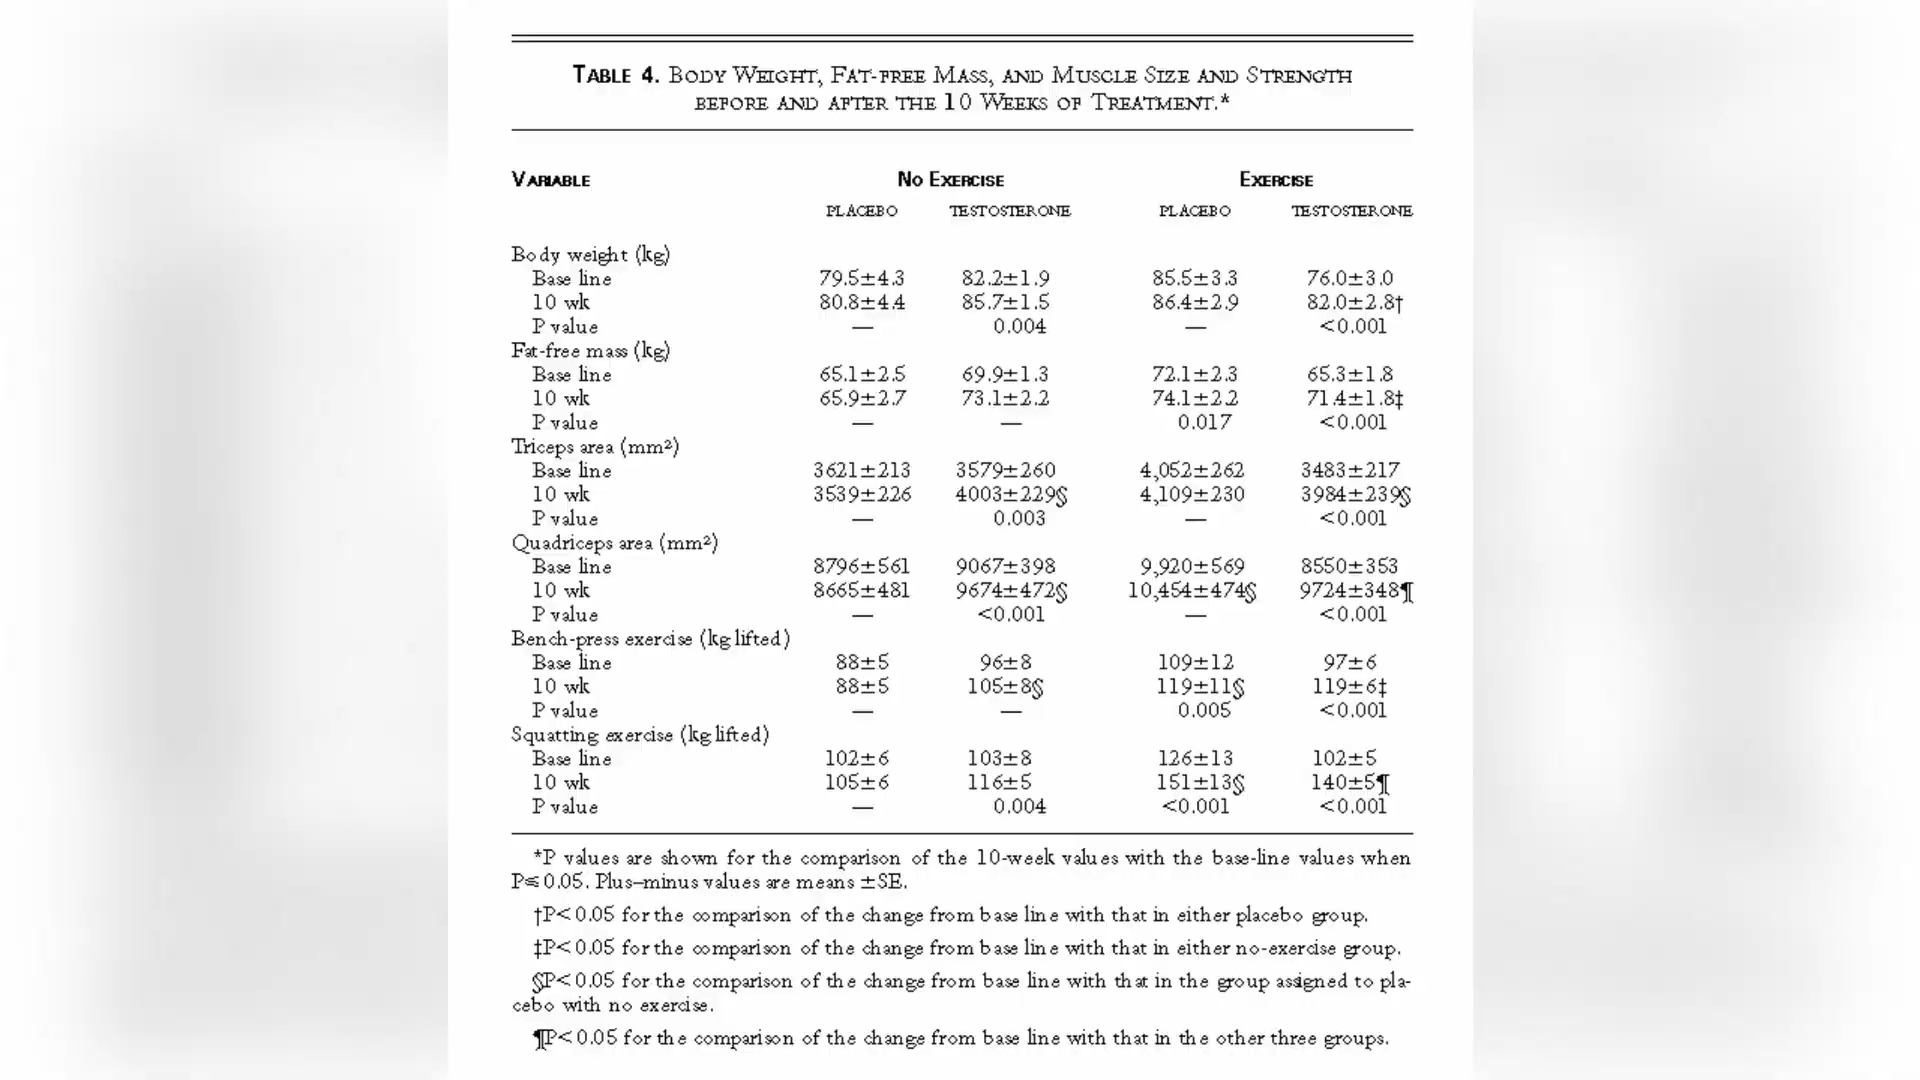 TABLE 4. BODY WEIGHT, FAT-FREE MASS, AND MUSCLE SIZE AND STRENGTH
BEFORE AND AFTER THE 10 WEEKS OF TREATMENT.*
VARIABLE No EXERCISE EXERCISE
PLACEBO TESTOSTERONE PLACEBO TESTOSTERONE
Body weight (kg)
Base line 79.5±4.3 82.2±1.9 85.5±3.3 76.0±3.0
10 wk 80.8±4.4 85.7±1.5 86.4±2.9 82.0±2.8†
P value — 0.004 — <0.001
Fat-free mass (kg)
Base line 65.1±2.5 69.9±1.3 72.1±2.3 65.3±1.8
10 wk 65.9±2.7 73.1±2.2 74.1±2.2 71.4±1.8‡
P value — — 0.017 <0.001
Triceps area (mm²)
Base line 3621±213 3579±260 4,052±262 3483±217
10 wk 3539±226 4003±229§ 4,109±230 3984±239§
P value — 0.003 — <0.001
Quadriceps area (mm²)
Base line 8796±561 9067±398 9,920±569 8550±353
10 wk 8665±481 9674±472§ 10,454±474§ 9724±348¶
P value — <0.001 — <0.001
Bench-press exercise (kg lifted)
Base line 88±5 96±8 109±12 97±6
10 wk 88±5 105±8§ 119±11§ 119±6‡
P value — — 0.005 <0.001
Squatting exercise (kg lifted)
Base line 102±6 103±8 126±13 102±5
10 wk 105±6 116±5 151±13§ 140±5¶
P value — 0.004 <0.001 <0.001
*P values are shown for the comparison of the 10-week values with the base-line values when
P≤0.05. Plus–minus values are means ±SE.
†P<0.05 for the comparison of the change from base line with that in either placebo group.
‡P<0.05 for the comparison of the change from base line with that in either no-exercise group.
§P<0.05 for the comparison of the change from base line with that in the group assigned to pla-
cebo with no exercise.
¶P<0.05 for the comparison of the change from base line with that in the other three groups.